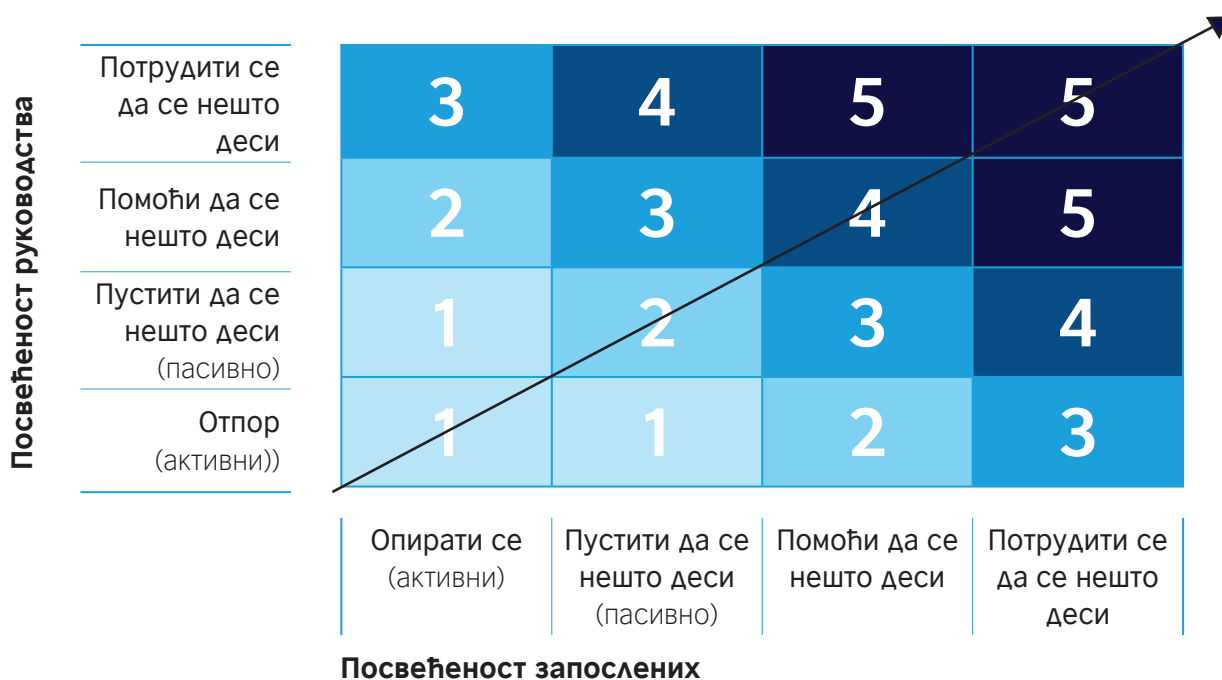 Посвећеност руководства
Потрудити се
да се нешто
деси
3 4 5 5
Помоћи да се
нешто деси
2 3 4 5
Пустити да се
нешто деси
(пасивно)
1 2 3 4
Отпор
(активни))
1 1 2 3
Опирати се
(активни)
Пустити да се
нешто деси
(пасивно)
Помоћи да се
нешто деси
Потрудити се
да се нешто
деси
Посвећеност запослених